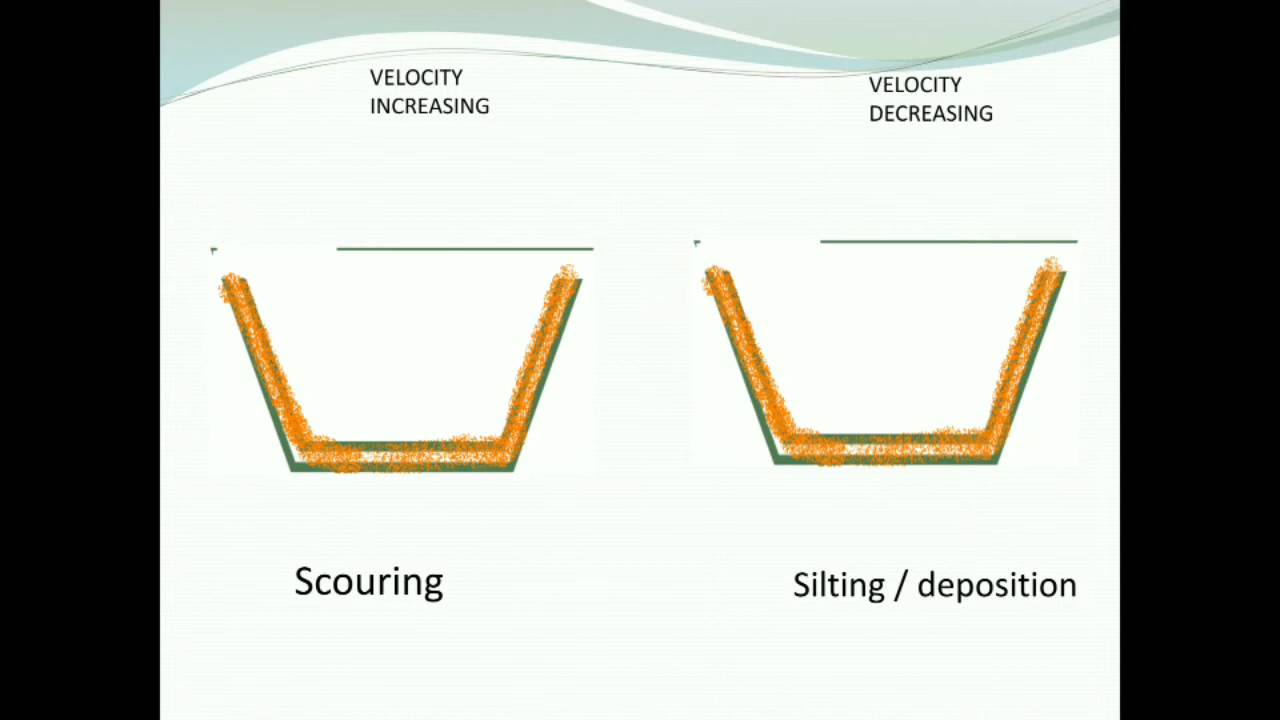 VELOCITY
INCREASING
VELOCITY
DECREASING
Scouring
Silting / deposition